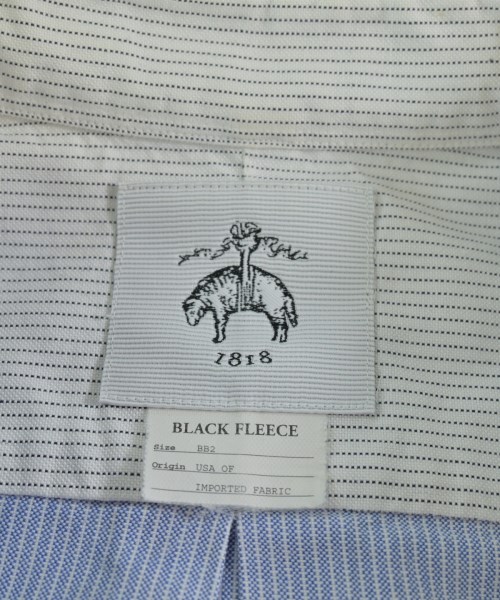 1818
BLACK FLEECE
Size BB2
Origin USA OF
IMPORTED FABRIC